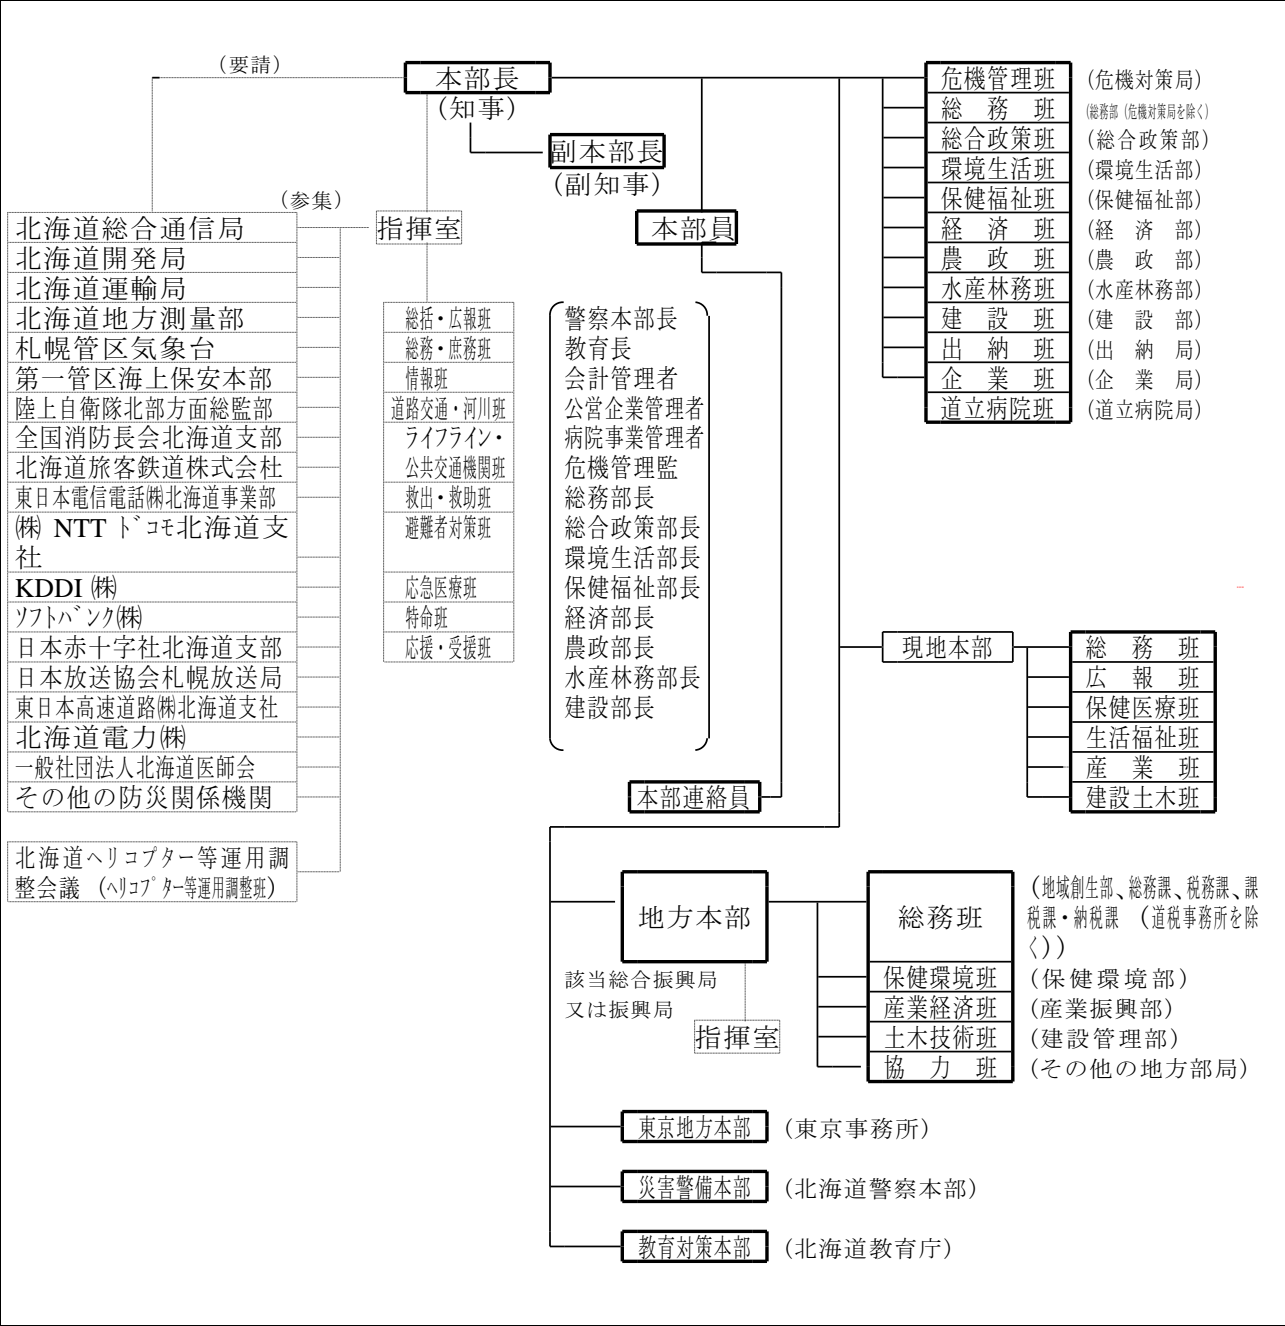 （要請）
本部長
（知事）
副本部長
（副知事）
（参集）
指揮室
本部員
北海道総合通信局
北海道開発局
北海道運輸局
北海道地方測量部
札幌管区気象台
第一管区海上保安本部
陸上自衛隊北部方面総監部
全国消防長会北海道支部
北海道旅客鉄道株式会社
東日本電信電話㈱北海道事業部
㈱ NTTﾄﾞｺﾓ北海道支
社
KDDI㈱
ｿﾌﾄﾊﾞﾝｸ㈱
日本赤十字社北海道支部
日本放送協会札幌放送局
東日本高速道路㈱北海道支社
北海道電力㈱
一般社団法人北海道医師会
その他の防災関係機関
北海道ﾍﾘｺﾌﾟﾀｰ等運用調
整会議（ﾍﾘｺﾌﾟﾀｰ等運用調整班）
総括・広報班
総務・庶務班
情報班
道路交通・河川班
ライフライン・
公共交通機関班
救出・救助班
避難者対策班
応急医療班
特命班
応援・受援班
警察本部長
教育長
会計管理者
公営企業管理者
病院事業管理者
危機管理監
総務部長
総合政策部長
環境生活部長
保健福祉部長
経済部長
農政部長
水産林務部長
建設部長
本部連絡員
危機管理班 （危機対策局）
総　務　班 （総務部（危機対策局を除く）
総合政策班 （総合政策部）
環境生活班 （環境生活部）
保健福祉班 （保健福祉部）
経　済　班 （経　済　部）
農　政　班 （農　政　部）
水産林務班 （水産林務部）
建　設　班 （建　設　部）
出　納　班 （出　納　局）
企　業　班 （企　業　局）
道立病院班 （道立病院局）
現地本部
総　務　班
広　報　班
保健医療班
生活福祉班
産　業　班
建設土木班
地方本部
該当総合振興局
又は振興局
指揮室
総務班
（地域創生部、総務課、税務課、課
税課・納税課　（道税事務所を除
く））
保健環境班 （保健環境部）
産業経済班 （産業振興部）
土木技術班 （建設管理部）
協　力　班 （その他の地方部局）
東京地方本部 （東京事務所）
災害警備本部 （北海道警察本部）
教育対策本部 （北海道教育庁）